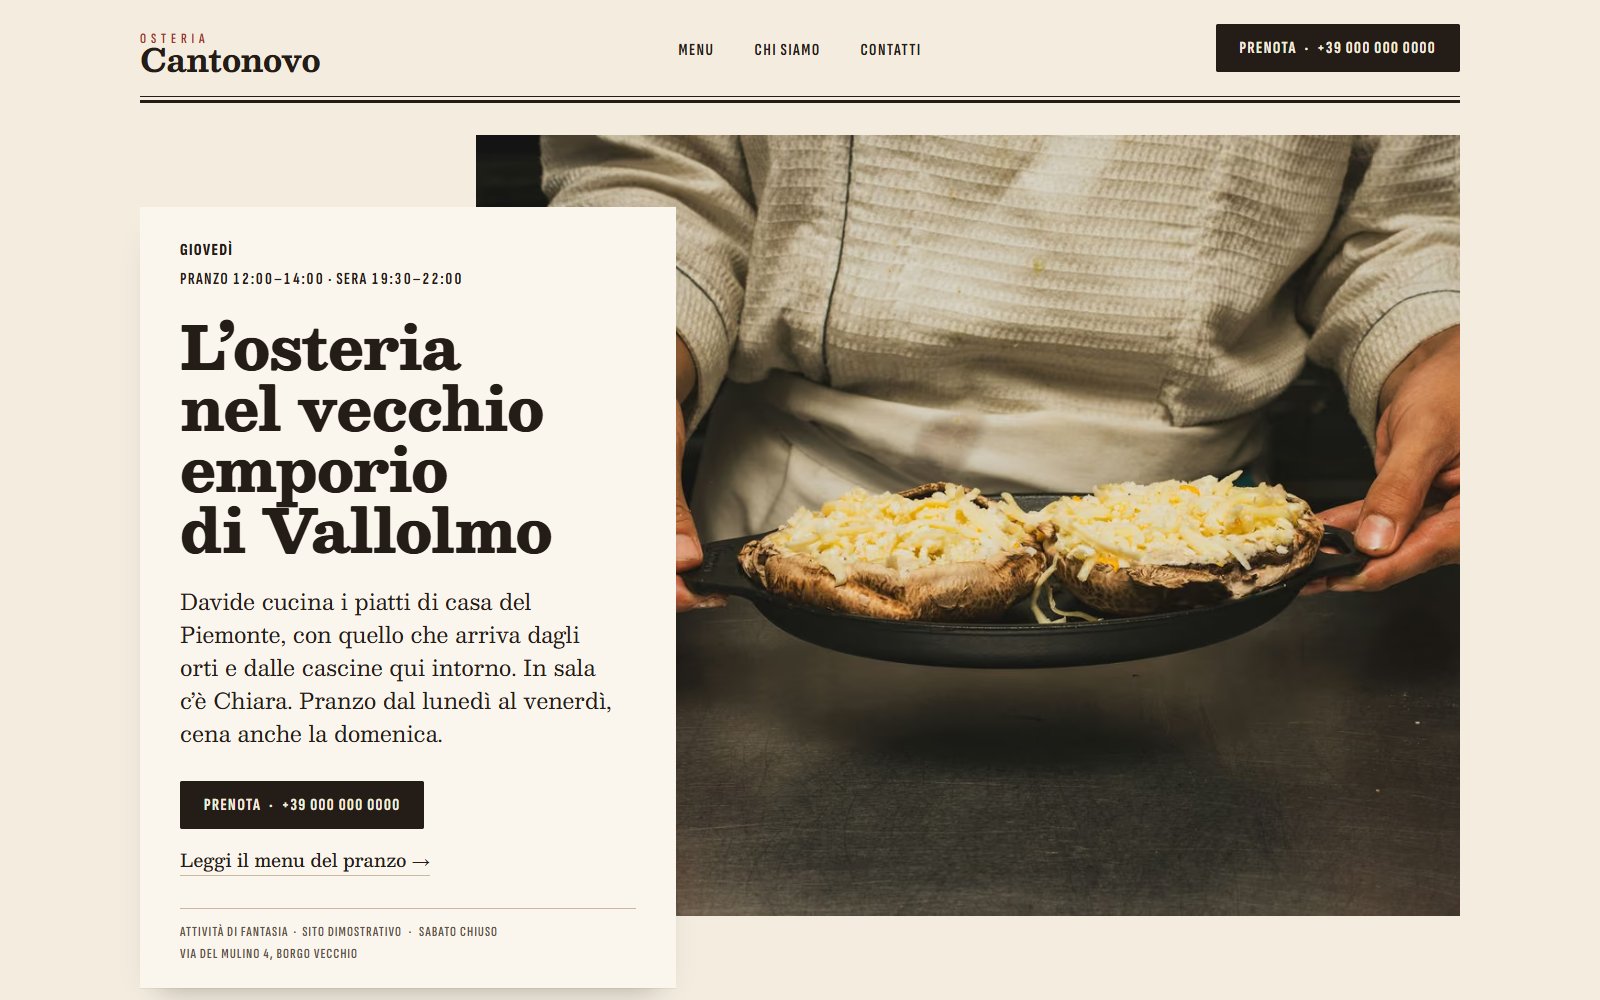 OSTERIA
Cantonovo
MENU
CHI SIAMO
CONTATTI
PRENOTA · +39 000 000 0000
GIOVEDÌ
PRANZO 12:00–14:00 · SERA 19:30–22:00
L’osteria
nel vecchio
emporio
di Vallolmo
Davide cucina i piatti di casa del
Piemonte, con quello che arriva dagli
orti e dalle cascine qui intorno. In sala
c’è Chiara. Pranzo dal lunedì al venerdì,
cena anche la domenica.
PRENOTA · +39 000 000 0000
Leggi il menu del pranzo →
ATTIVITÀ DI FANTASIA · SITO DIMOSTRATIVO · SABATO CHIUSO
VIA DEL MULINO 4, BORGO VECCHIO